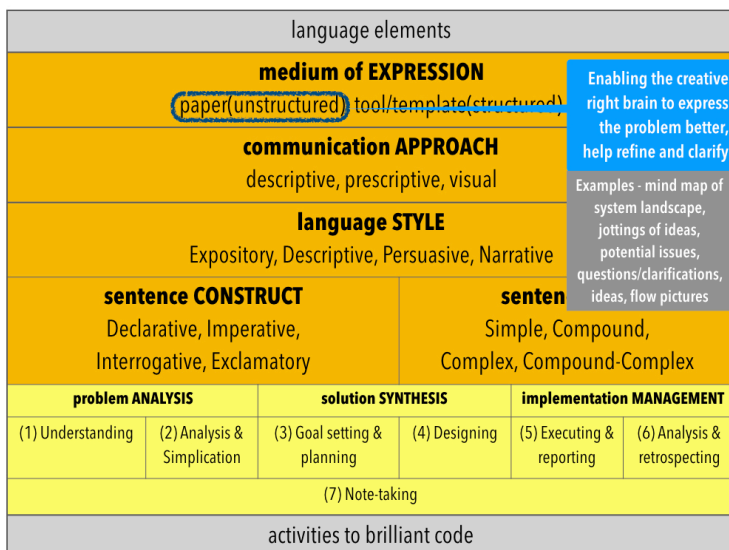 language elements
medium of EXPRESSION
paper(unstructured) tool/template(structured)
Enabling the creative
right brain to express
the problem better,
help refine and clarify
communication APPROACH
descriptive, prescriptive, visual
Examples - mind map of
system landscape,
jottings of ideas,
potential issues,
questions/clarifications,
ideas, flow pictures
language STYLE
Expository, Descriptive, Persuasive, Narrative
sentence CONSTRUCT
Declarative, Imperative,
Interrogative, Exclamatory
senten
Simple, Compound,
Complex, Compound-Complex
problem ANALYSIS
solution SYNTHESIS
implementation MANAGEMENT
(1) Understanding
(2) Analysis &
Simplication
(3) Goal setting &
planning
(4) Designing
(5) Executing &
reporting
(6) Analysis &
retrospecting
(7) Note-taking
activities to brilliant code